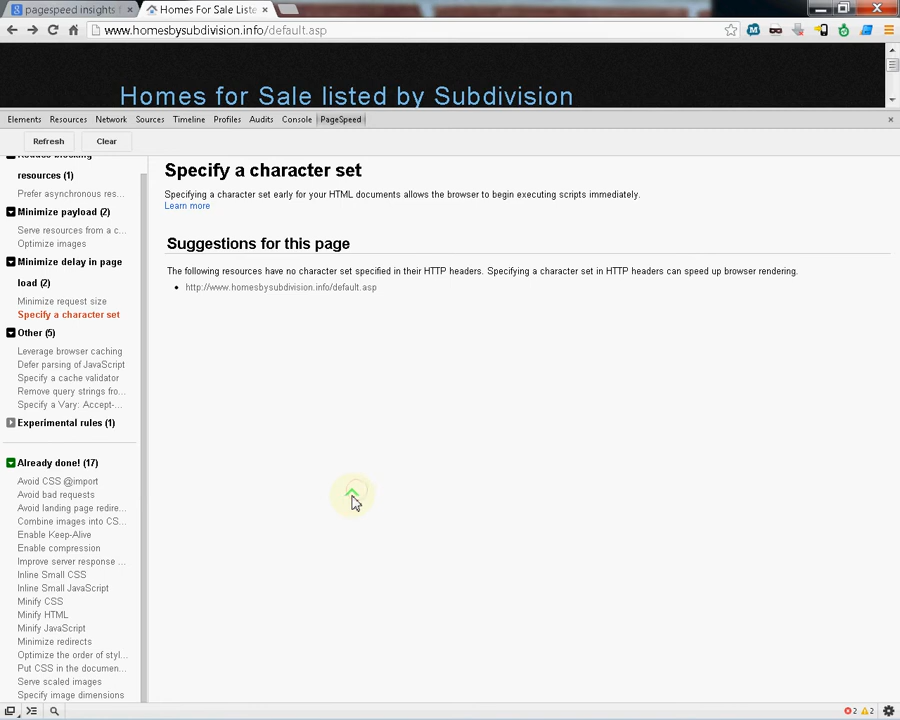 pagespeed insights
Homes For Sale Liste
www.homesbysubdivision.info/default.asp
Homes for Sale listed by Subdivision
Elements Resources Network Sources Timeline Profiles Audits Console PageSpeed
Refresh Clear
Reduce blocking
resources (1)
Prefer asynchronous res...
Minimize payload (2)
Serve resources from a c...
Optimize images
Minimize delay in page
load (2)
Minimize request size
Specify a character set
Other (5)
Leverage browser caching
Defer parsing of JavaScript
Specify a cache validator
Remove query strings fro...
Specify a Vary: Accept-...
Experimental rules (1)
Already done! (17)
Avoid CSS @import
Avoid bad requests
Avoid landing page redire...
Combine images into CS...
Enable Keep-Alive
Enable compression
Improve server response ...
Inline Small CSS
Inline Small JavaScript
Minify CSS
Minify HTML
Minify JavaScript
Minimize redirects
Optimize the order of styl...
Put CSS in the documen...
Serve scaled images
Specify image dimensions
Specify a character set
Specifying a character set early for your HTML documents allows the browser to begin executing scripts immediately.
Learn more
Suggestions for this page
The following resources have no character set specified in their HTTP headers. Specifying a character set in HTTP headers can speed up browser rendering.
http://www.homesbysubdivision.info/default.asp
2 2